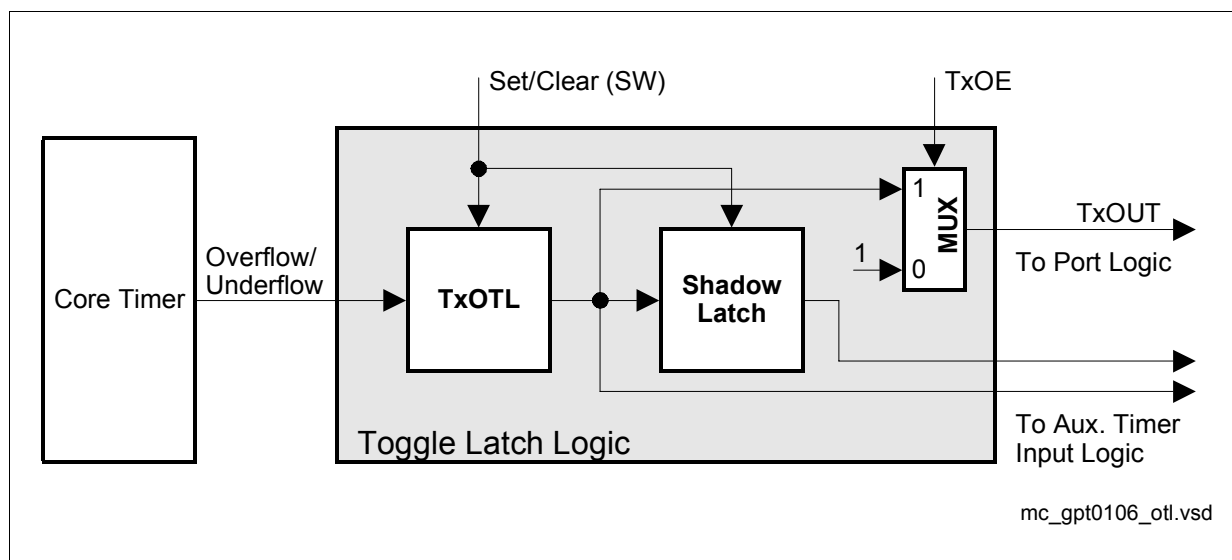 Set/Clear (SW)
TxOE
Core Timer
Overflow/
Underflow
TxOTL
Shadow
Latch
1
MUX
1
0
TxOUT
To Port Logic
Toggle Latch Logic
To Aux. Timer
Input Logic
mc_gpt0106_otl.vsd